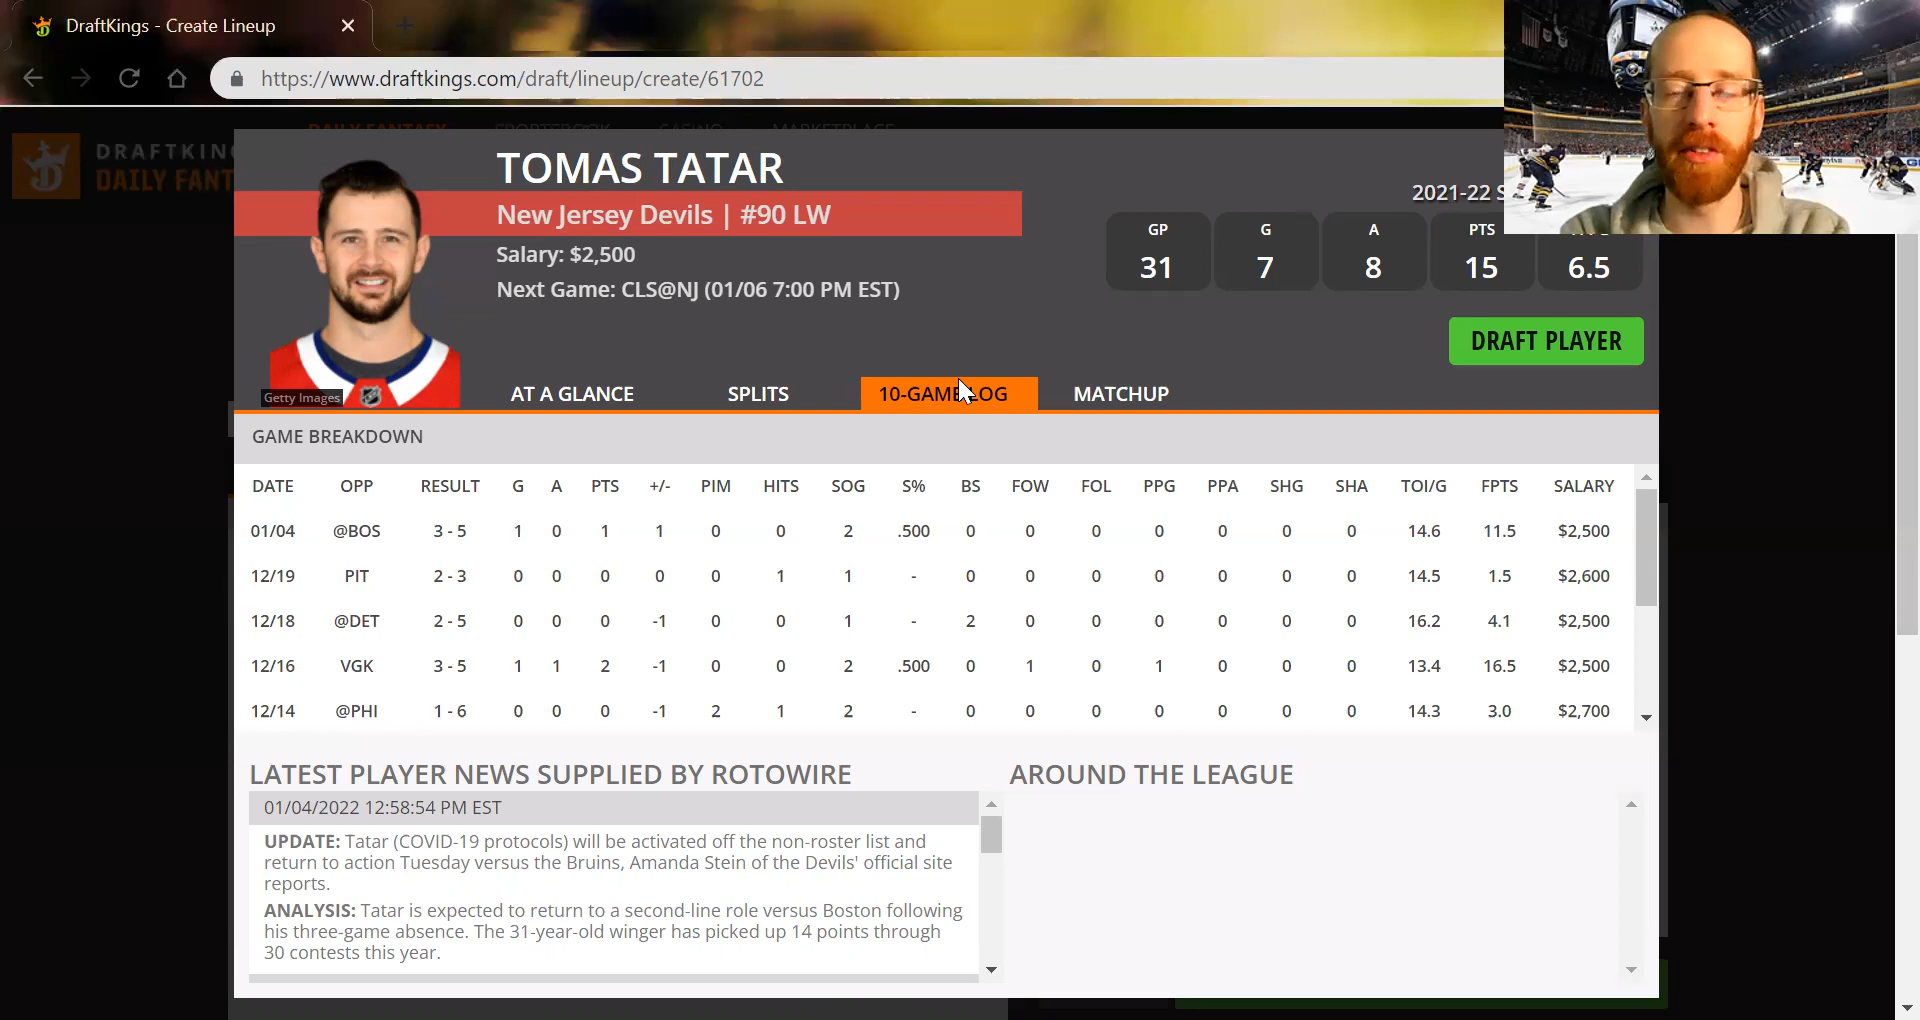 DraftKings - Create Lineup
https://www.draftkings.com/draft/lineup/create/61702
DAILY FANTASY SPORTSBOOK CASINO MARKETPLACE
DRAFTKIN
DAILY FANT
TOMAS TATAR
New Jersey Devils | #90 LW
Salary: $2,500
Next Game: CLS@NJ (01/06 7:00 PM EST)
2021-22 S
GP G A PTS
31 7 8 15 6.5
DRAFT PLAYER
Getty Images
AT A GLANCE SPLITS 10-GAME LOG MATCHUP
GAME BREAKDOWN
DATE OPP RESULT G A PTS +/- PIM HITS SOG S% BS FOW FOL PPG PPA SHG SHA TOI/G FPTS SALARY
01/04 @BOS 3 - 5 1 0 1 1 0 0 2 .500 0 0 0 0 0 0 0 14.6 11.5 $2,500
12/19 PIT 2 - 3 0 0 0 0 0 1 1 - 0 0 0 0 0 0 0 14.5 1.5 $2,600
12/18 @DET 2 - 5 0 0 0 -1 0 0 1 - 2 0 0 0 0 0 0 16.2 4.1 $2,500
12/16 VGK 3 - 5 1 1 2 -1 0 0 2 .500 0 1 0 1 0 0 0 13.4 16.5 $2,500
12/14 @PHI 1 - 6 0 0 0 -1 2 1 2 - 0 0 0 0 0 0 0 14.3 3.0 $2,700
LATEST PLAYER NEWS SUPPLIED BY ROTOWIRE
AROUND THE LEAGUE
01/04/2022 12:58:54 PM EST
UPDATE: Tatar (COVID-19 protocols) will be activated off the non-roster list and
return to action Tuesday versus the Bruins, Amanda Stein of the Devils' official site
reports.
ANALYSIS: Tatar is expected to return to a second-line role versus Boston following
his three-game absence. The 31-year-old winger has picked up 14 points through
30 contests this year.